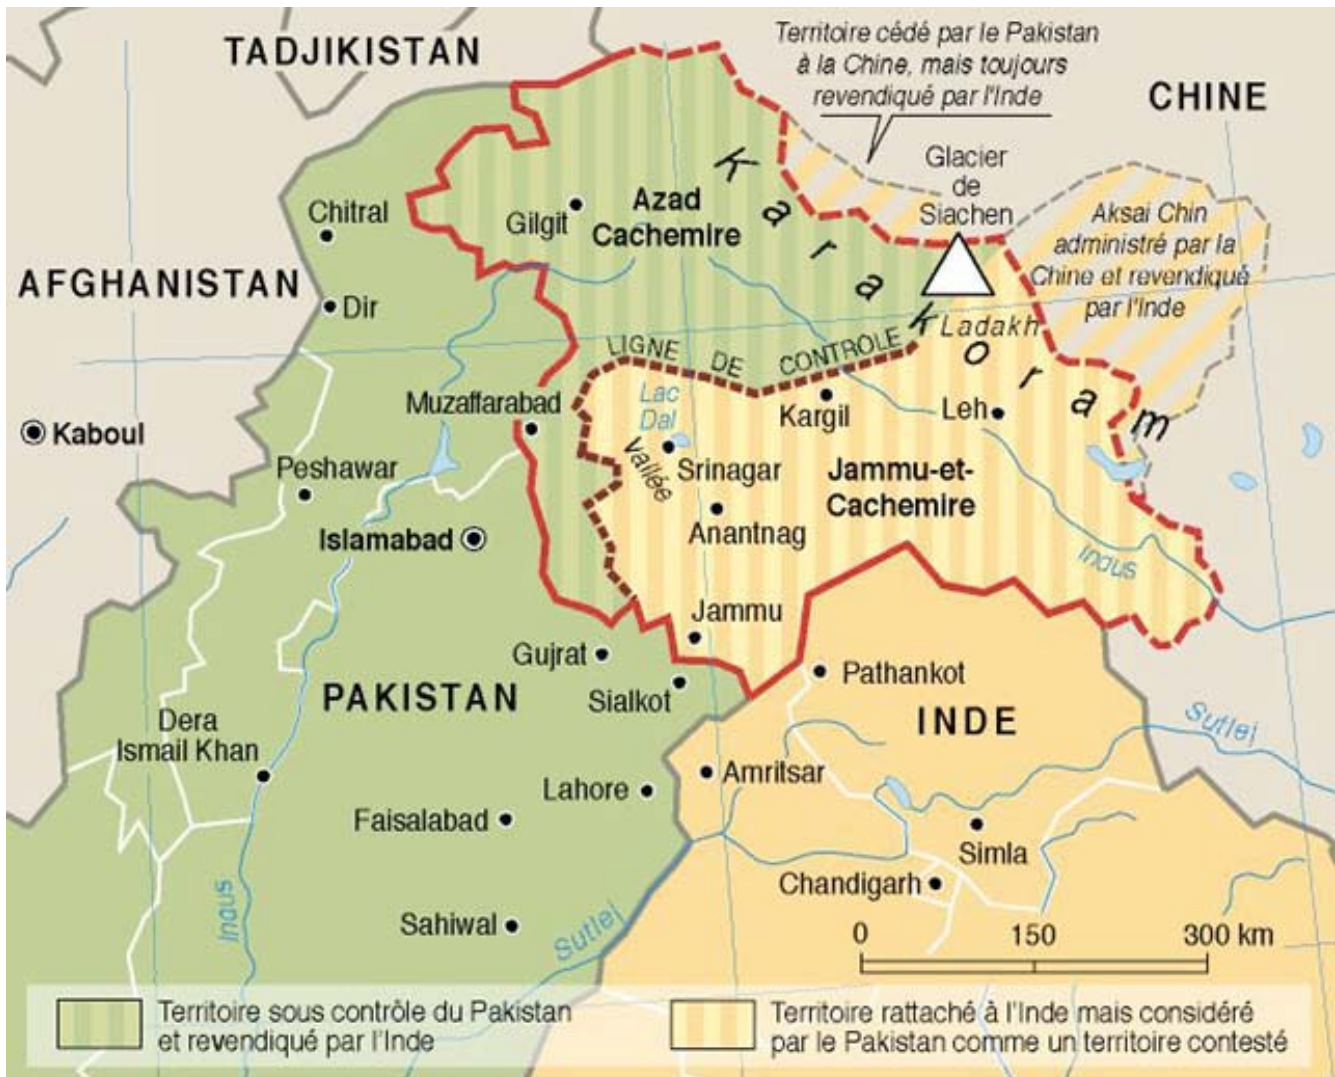 TADJIKISTAN
Territoire cédé par le Pakistan
à la Chine, mais toujours
revendiqué par l'Inde
CHINE
Glacier
de
Siachen
Karakoram
Azad
Cachemire
Gilgit
Chitral
Aksai Chin
administré par la
Chine et revendiqué
par l'Inde
AFGHANISTAN
Dir
Ladakh
LIGNE DE CONTROLE
Muzaffarabad
Lac
Dal
Kargil
Leh
Kaboul
Vallée
Srinagar
Peshawar
Jammu-et-
Cachemire
Anantnag
Islamabad
Indus
Jammu
Gujrat
Pathankot
PAKISTAN
Sialkot
INDE
Sutlej
Dera
Ismail Khan
Amritsar
Lahore
Faisalabad
Simla
Chandigarh
Indus
Sahiwal
Sutlej
0 150 300 km
Territoire sous contrôle du Pakistan
et revendiqué par l'Inde
Territoire rattaché à l'Inde mais considéré
par le Pakistan comme un territoire contesté